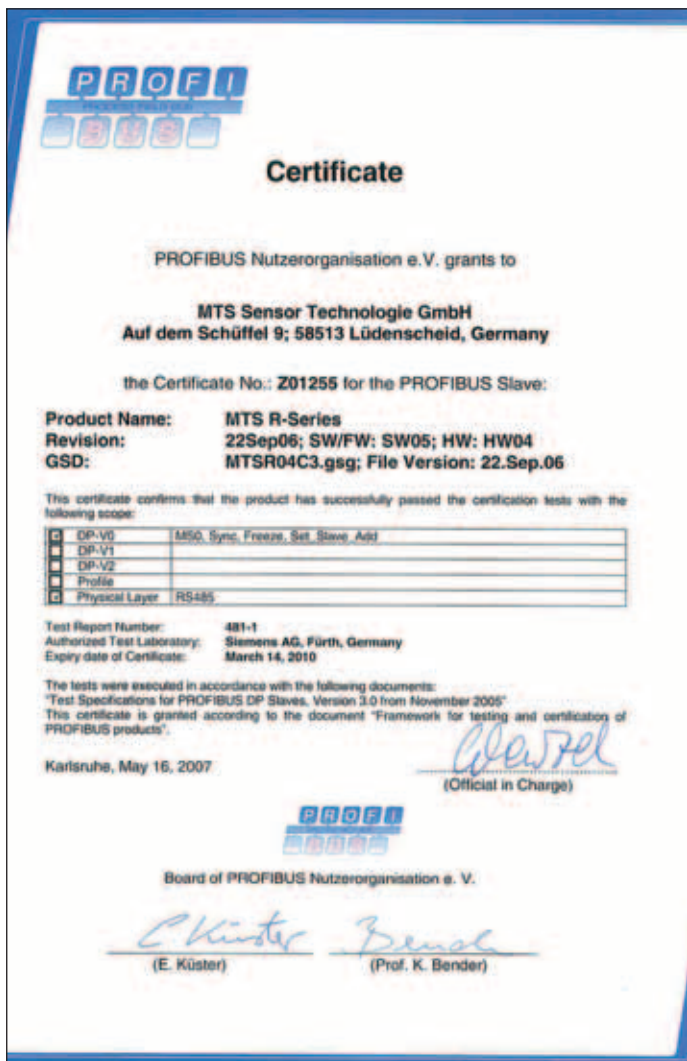 PROFI
PROCESS FIELD BUS
BUS
Certificate
PROFIBUS Nutzerorganisation e.V. grants to
MTS Sensor Technologie GmbH
Auf dem Schüffel 9; 58513 Lüdenscheid, Germany
the Certificate No.: Z01255 for the PROFIBUS Slave:
Product Name: MTS R-Series
Revision: 22Sep06; SW/FW: SW05; HW: HW04
GSD: MTSR04C3.gsg; File Version: 22.Sep.06
This certificate confirms that the product has successfully passed the certification tests with the
following scope:
DP-V0 MS0, Sync, Freeze, Set_Slave_Add
DP-V1
DP-V2
Profile
Physical Layer RS485
Test Report Number: 481-1
Authorized Test Laboratory: Siemens AG, Fürth, Germany
Expiry date of Certificate: March 14, 2010
The tests were executed in accordance with the following documents:
"Test Specifications for PROFIBUS DP Slaves, Version 3.0 from November 2005"
This certificate is granted according to the document "Framework for testing and certification of
PROFIBUS products".
Karlsruhe, May 16, 2007
(Official in Charge)
PROFI
BUS
Board of PROFIBUS Nutzerorganisation e. V.
E Küster Bender
(E. Küster) (Prof. K. Bender)